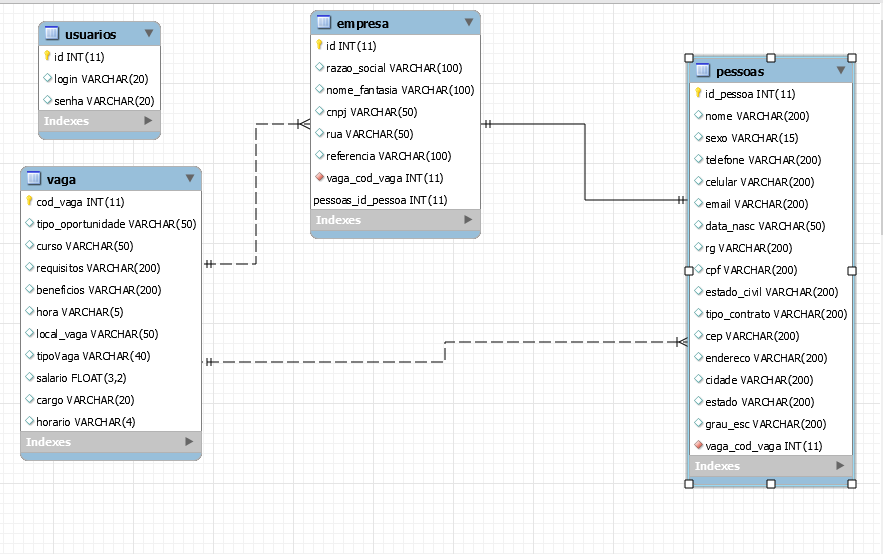 usuarios
id INT(11)
login VARCHAR(20)
senha VARCHAR(20)
Indexes
empresa
id INT(11)
razao_social VARCHAR(100)
nome_fantasia VARCHAR(100)
cnpj VARCHAR(50)
rua VARCHAR(50)
referencia VARCHAR(100)
vaga_cod_vaga INT(11)
pessoas_id_pessoa INT(11)
Indexes
pessoas
id_pessoa INT(11)
nome VARCHAR(200)
sexo VARCHAR(15)
telefone VARCHAR(200)
celular VARCHAR(200)
email VARCHAR(200)
data_nasc VARCHAR(50)
rg VARCHAR(200)
cpf VARCHAR(200)
estado_civil VARCHAR(200)
tipo_contrato VARCHAR(200)
cep VARCHAR(200)
endereco VARCHAR(200)
cidade VARCHAR(200)
estado VARCHAR(200)
grau_esc VARCHAR(200)
vaga_cod_vaga INT(11)
Indexes
vaga
cod_vaga INT(11)
tipo_oportunidade VARCHAR(50)
curso VARCHAR(50)
requisitos VARCHAR(200)
beneficios VARCHAR(200)
hora VARCHAR(5)
local_vaga VARCHAR(50)
tipoVaga VARCHAR(40)
salario FLOAT(3,2)
cargo VARCHAR(20)
horario VARCHAR(4)
Indexes